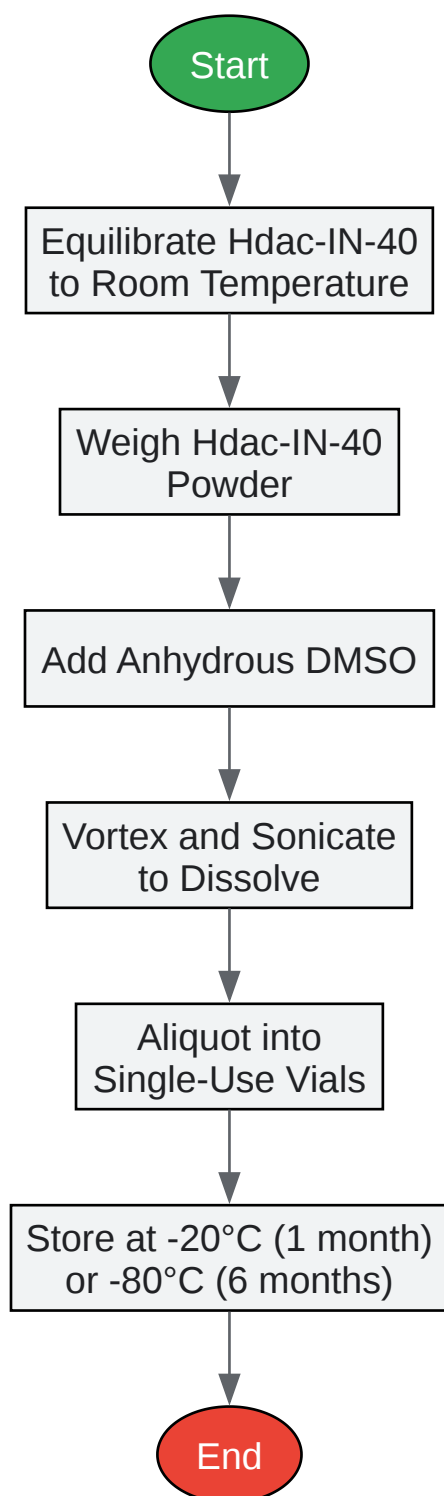 Start
Equilibrate Hdac-IN-40
to Room Temperature
Weigh Hdac-IN-40
Powder
Add Anhydrous DMSO
Vortex and Sonicate
to Dissolve
Aliquot into
Single-Use Vials
Store at -20°C (1 month)
or -80°C (6 months)
End